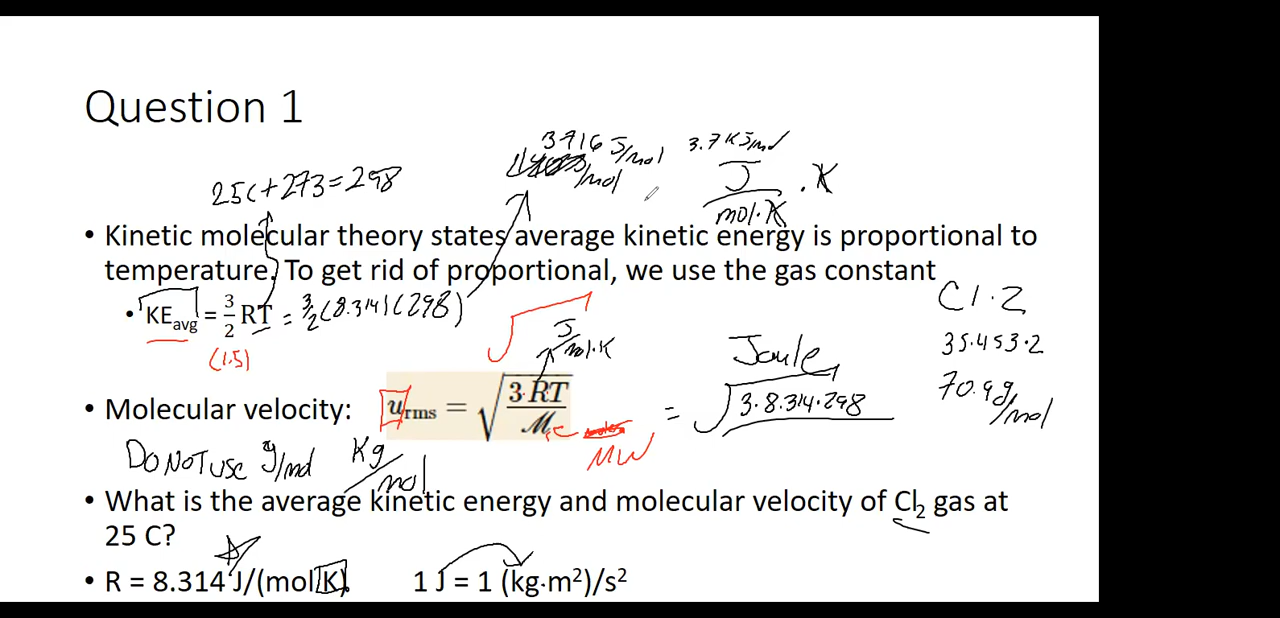 Question 1
3716 J/mol
3.7 KJ/mol
/mol
J
mol·K
. K
25C+273=298
• Kinetic molecular theory states average kinetic energy is proportional to
temperature. To get rid of proportional, we use the gas constant
• KEavg = 3/2 RT = 3/2 (8.314)(298)
(1.5)
J/mol·K
Cl·2
35.453·2
70.9 g/mol
Joule
• Molecular velocity: urms = √(3 RT/M) = √3·8.314·298
MW
DO NOT USE g/mol Kg/mol
• What is the average kinetic energy and molecular velocity of Cl₂ gas at
25 C?
• R = 8.314 J/(mol K). 1 J = 1 (kg·m²)/s²